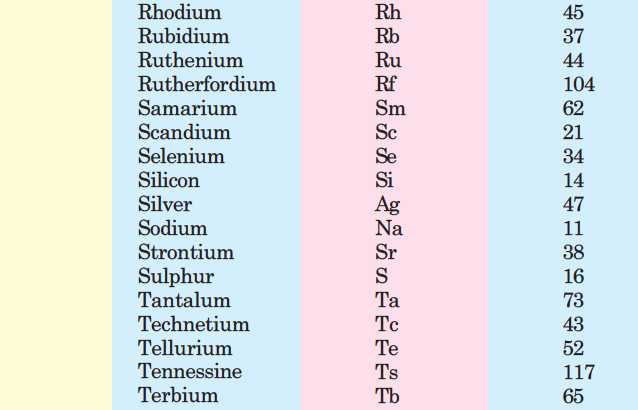 Rhodium Rh 45
Rubidium Rb 37
Ruthenium Ru 44
Rutherfordium Rf 104
Samarium Sm 62
Scandium Sc 21
Selenium Se 34
Silicon Si 14
Silver Ag 47
Sodium Na 11
Strontium Sr 38
Sulphur S 16
Tantalum Ta 73
Technetium Tc 43
Tellurium Te 52
Tennessine Ts 117
Terbium Tb 65